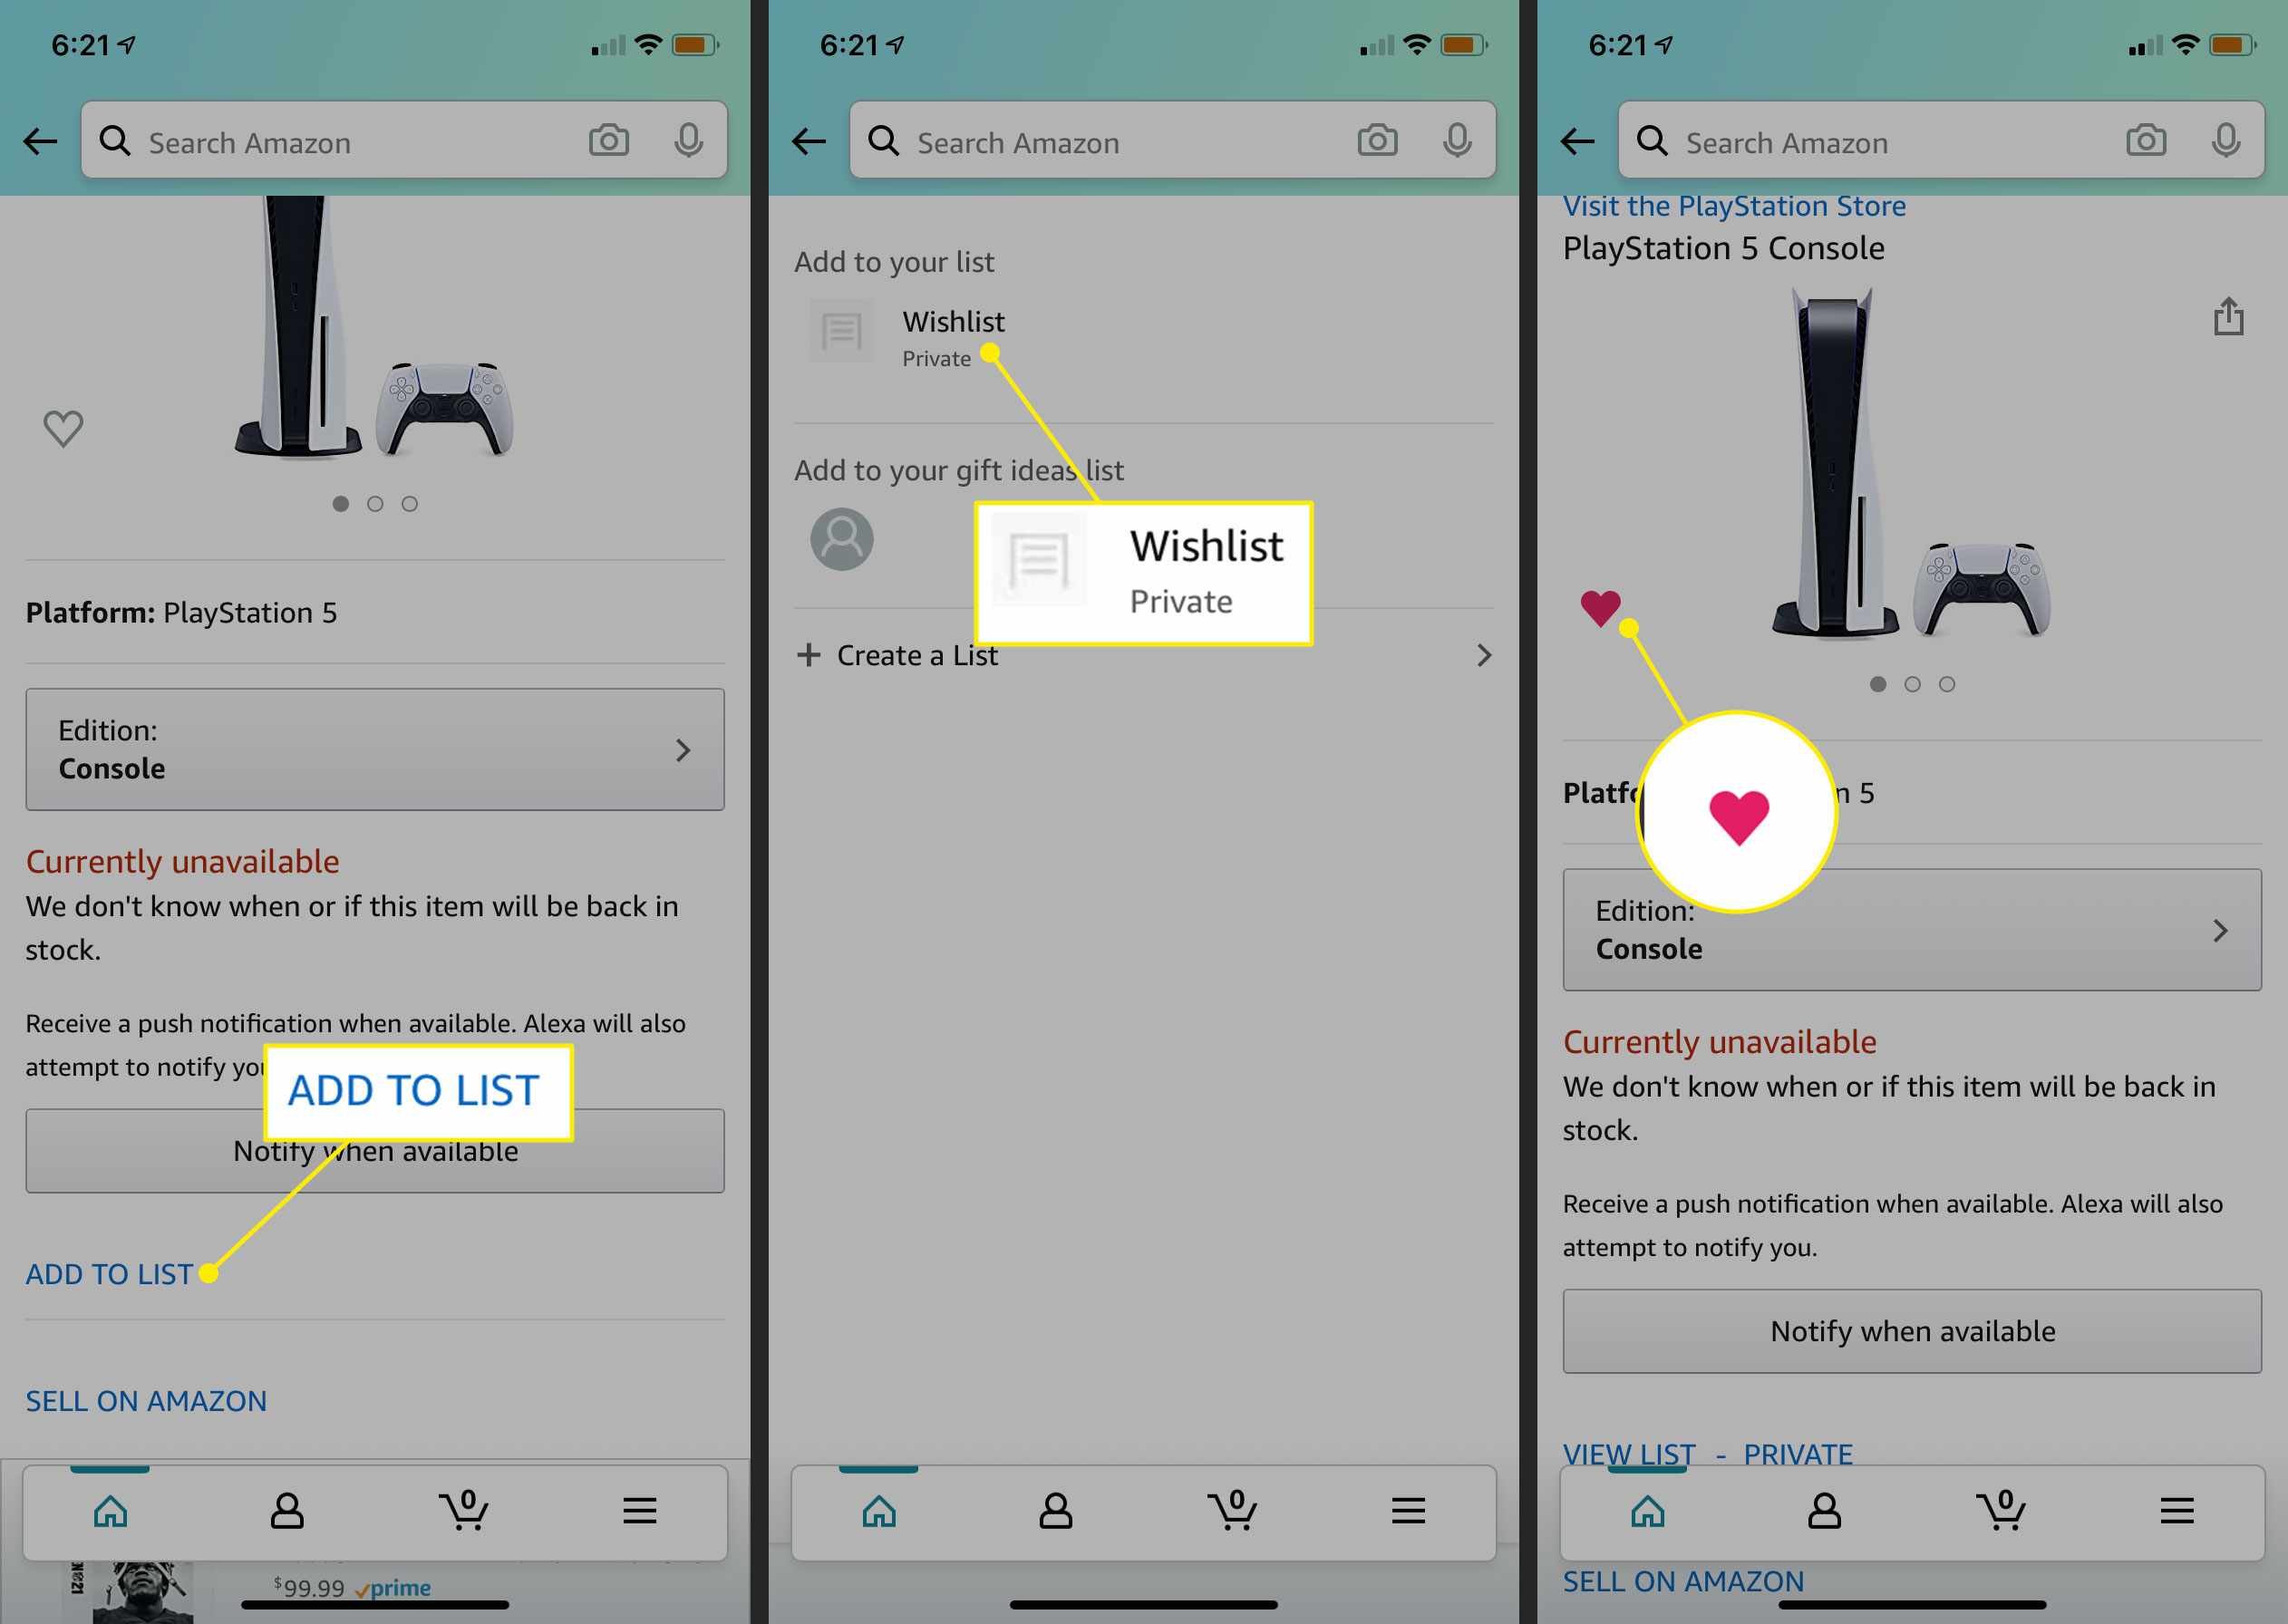 6:21
Search Amazon
Platform: PlayStation 5
Edition:
Console
Currently unavailable
We don't know when or if this item will be back in
stock.
Receive a push notification when available. Alexa will also
attempt to notify you
ADD TO LIST
Notify when available
ADD TO LIST
SELL ON AMAZON
0
$99.99 prime
6:21
Search Amazon
Add to your list
Wishlist
Private
Add to your gift ideas list
Wishlist
Private
+ Create a List
0
6:21
Search Amazon
Visit the PlayStation Store
PlayStation 5 Console
Platfo n 5
Edition:
Console
Currently unavailable
We don't know when or if this item will be back in
stock.
Receive a push notification when available. Alexa will also
attempt to notify you.
Notify when available
VIEW LIST - PRIVATE
0
SELL ON AMAZON